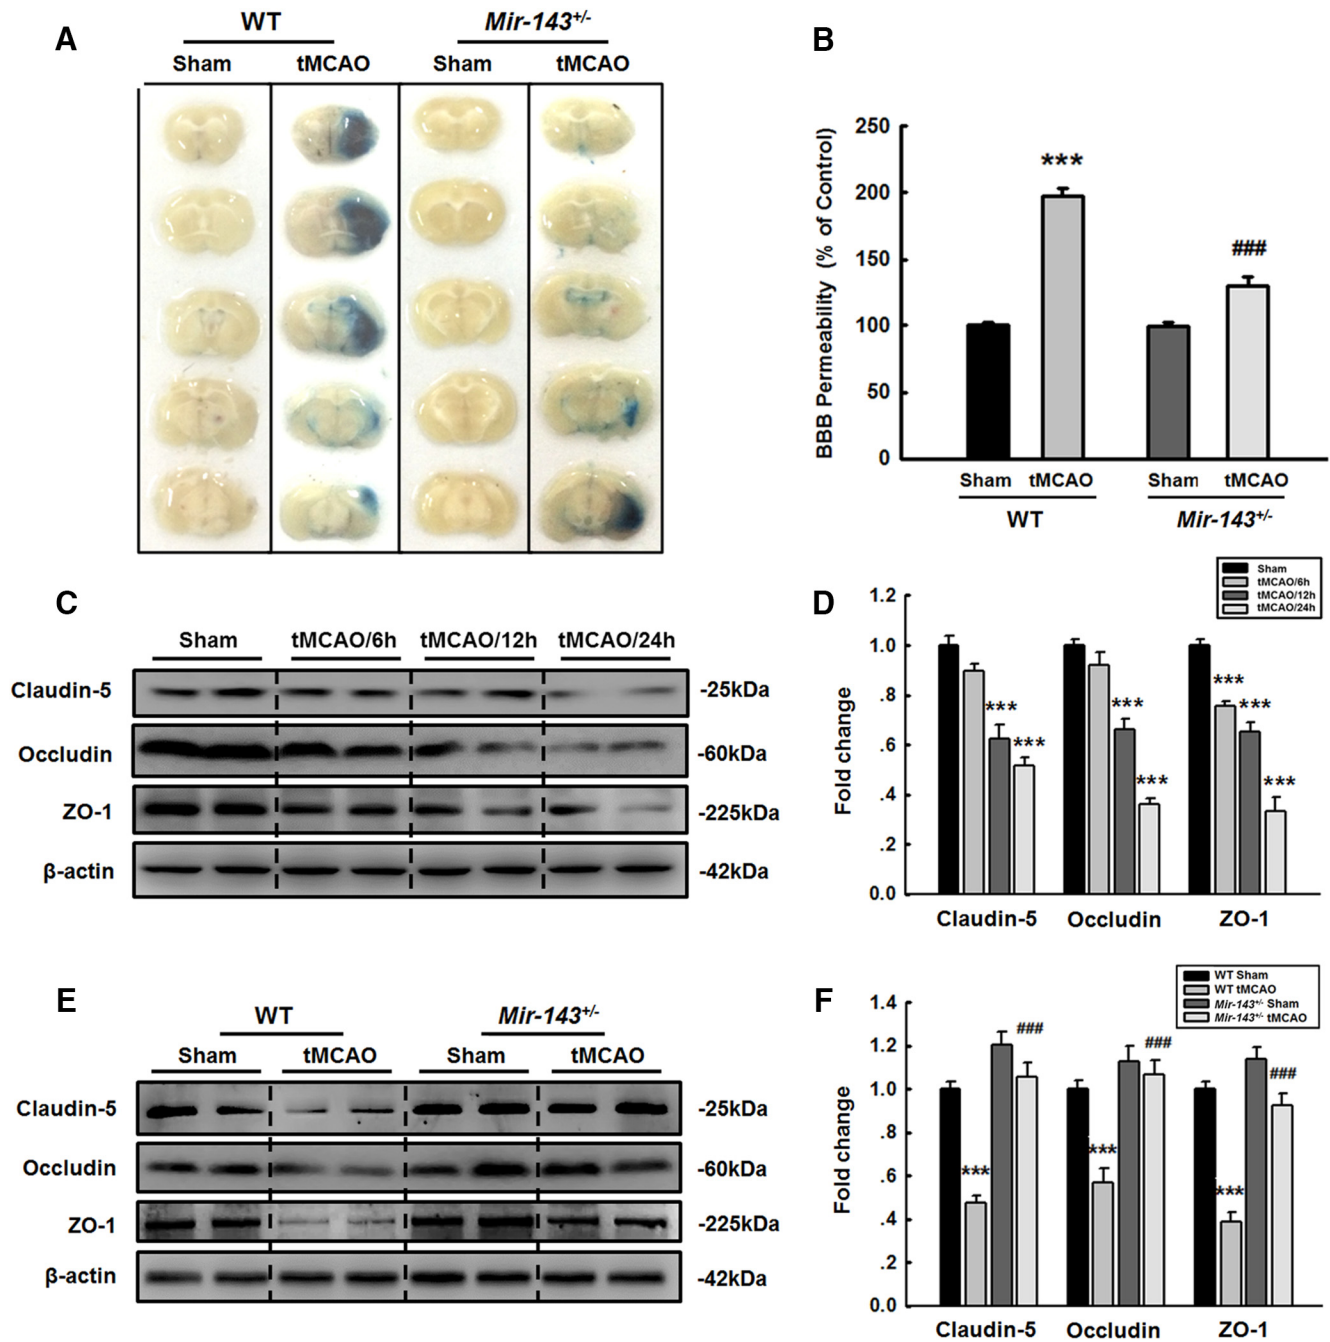 A
WT
Mir-143+/-
Sham
tMCAO
Sham
tMCAO
B
BBB Permeability (% of Control)
250
200
150
100
50
0
***
###
Sham
tMCAO
Sham
tMCAO
WT
Mir-143+/-
C
Sham
tMCAO/6h
tMCAO/12h
tMCAO/24h
Claudin-5
-25kDa
Occludin
-60kDa
ZO-1
-225kDa
β-actin
-42kDa
D
Sham
tMCAO/6h
tMCAO/12h
tMCAO/24h
Fold change
1.2
1.0
.8
.6
.4
.2
0.0
***
***
***
***
***
***
***
Claudin-5
Occludin
ZO-1
E
WT
Mir-143+/-
Sham
tMCAO
Sham
tMCAO
Claudin-5
-25kDa
Occludin
-60kDa
ZO-1
-225kDa
β-actin
-42kDa
F
WT Sham
WT tMCAO
Mir-143+/- Sham
Mir-143+/- tMCAO
Fold change
1.4
1.2
1.0
.8
.6
.4
.2
0.0
***
###
***
###
***
###
Claudin-5
Occludin
ZO-1